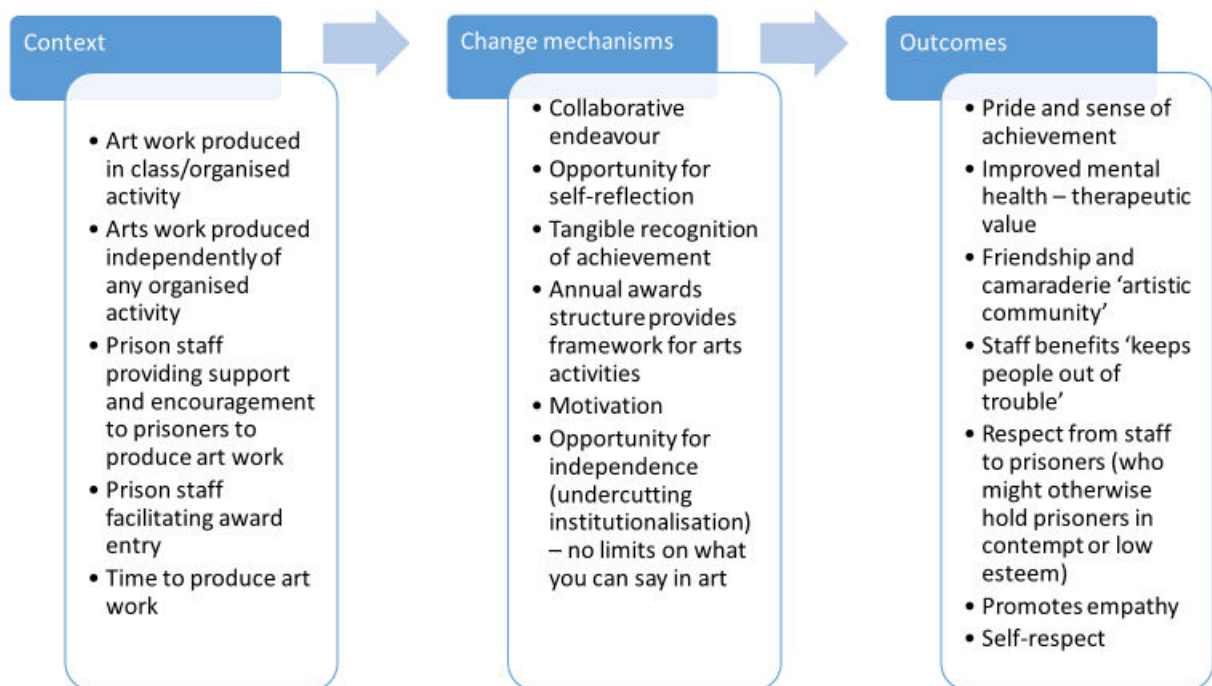 Context
• Art work produced
in class/organised
activity
• Arts work produced
independently of
any organised
activity
• Prison staff
providing support
and encouragement
to prisoners to
produce art work
• Prison staff
facilitating award
entry
• Time to produce art
work
Change mechanisms
• Collaborative
endeavour
• Opportunity for
self-reflection
• Tangible recognition
of achievement
• Annual awards
structure provides
framework for arts
activities
• Motivation
• Opportunity for
independence
(undercutting
institutionalisation)
– no limits on what
you can say in art
Outcomes
• Pride and sense of
achievement
• Improved mental
health – therapeutic
value
• Friendship and
camaraderie ‘artistic
community’
• Staff benefits ‘keeps
people out of
trouble’
• Respect from staff
to prisoners (who
might otherwise
hold prisoners in
contempt or low
esteem)
• Promotes empathy
• Self-respect